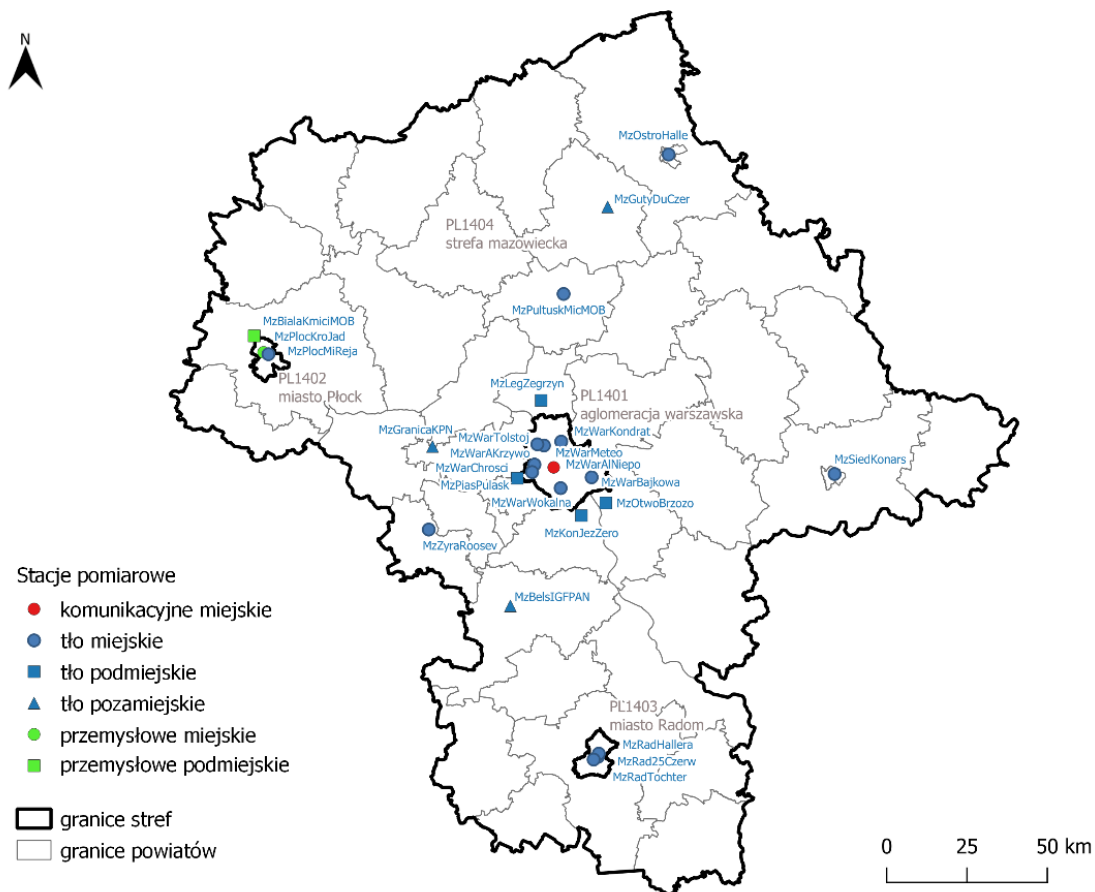 N
MzOstroHalle
MzGutyDuCzer
PL1404
strefa mazowiecka
MzPultuskMicMOB
MzBialaKmiciMOB
MzPlocKroJad
MzPlocMiReja
PL1402
miasto Płock
MzLegZegrzyn
PL1401
aglomeracja warszawska
MzGranicaKPN
MzWarTolstoj
MzWarKondrat
MzWarAKrzywo
MzWarMeteo
MzWarChrosci
MzWarAlNiepo
MzSiedKonars
MzPiasPulask
MzWarBajkowa
MzWarWokalna
MzOtwoBrzozo
MzKonJezZero
MzZyraRoosev
MzBelsIGFPAN
PL1403
miasto Radom
MzRadHallera
MzRad25Czerw
MzRadTochter
Stacje pomiarowe
komunikacyjne miejskie
tło miejskie
tło podmiejskie
tło pozamiejskie
przemysłowe miejskie
przemysłowe podmiejskie
granice stref
granice powiatów
0 25 50 km